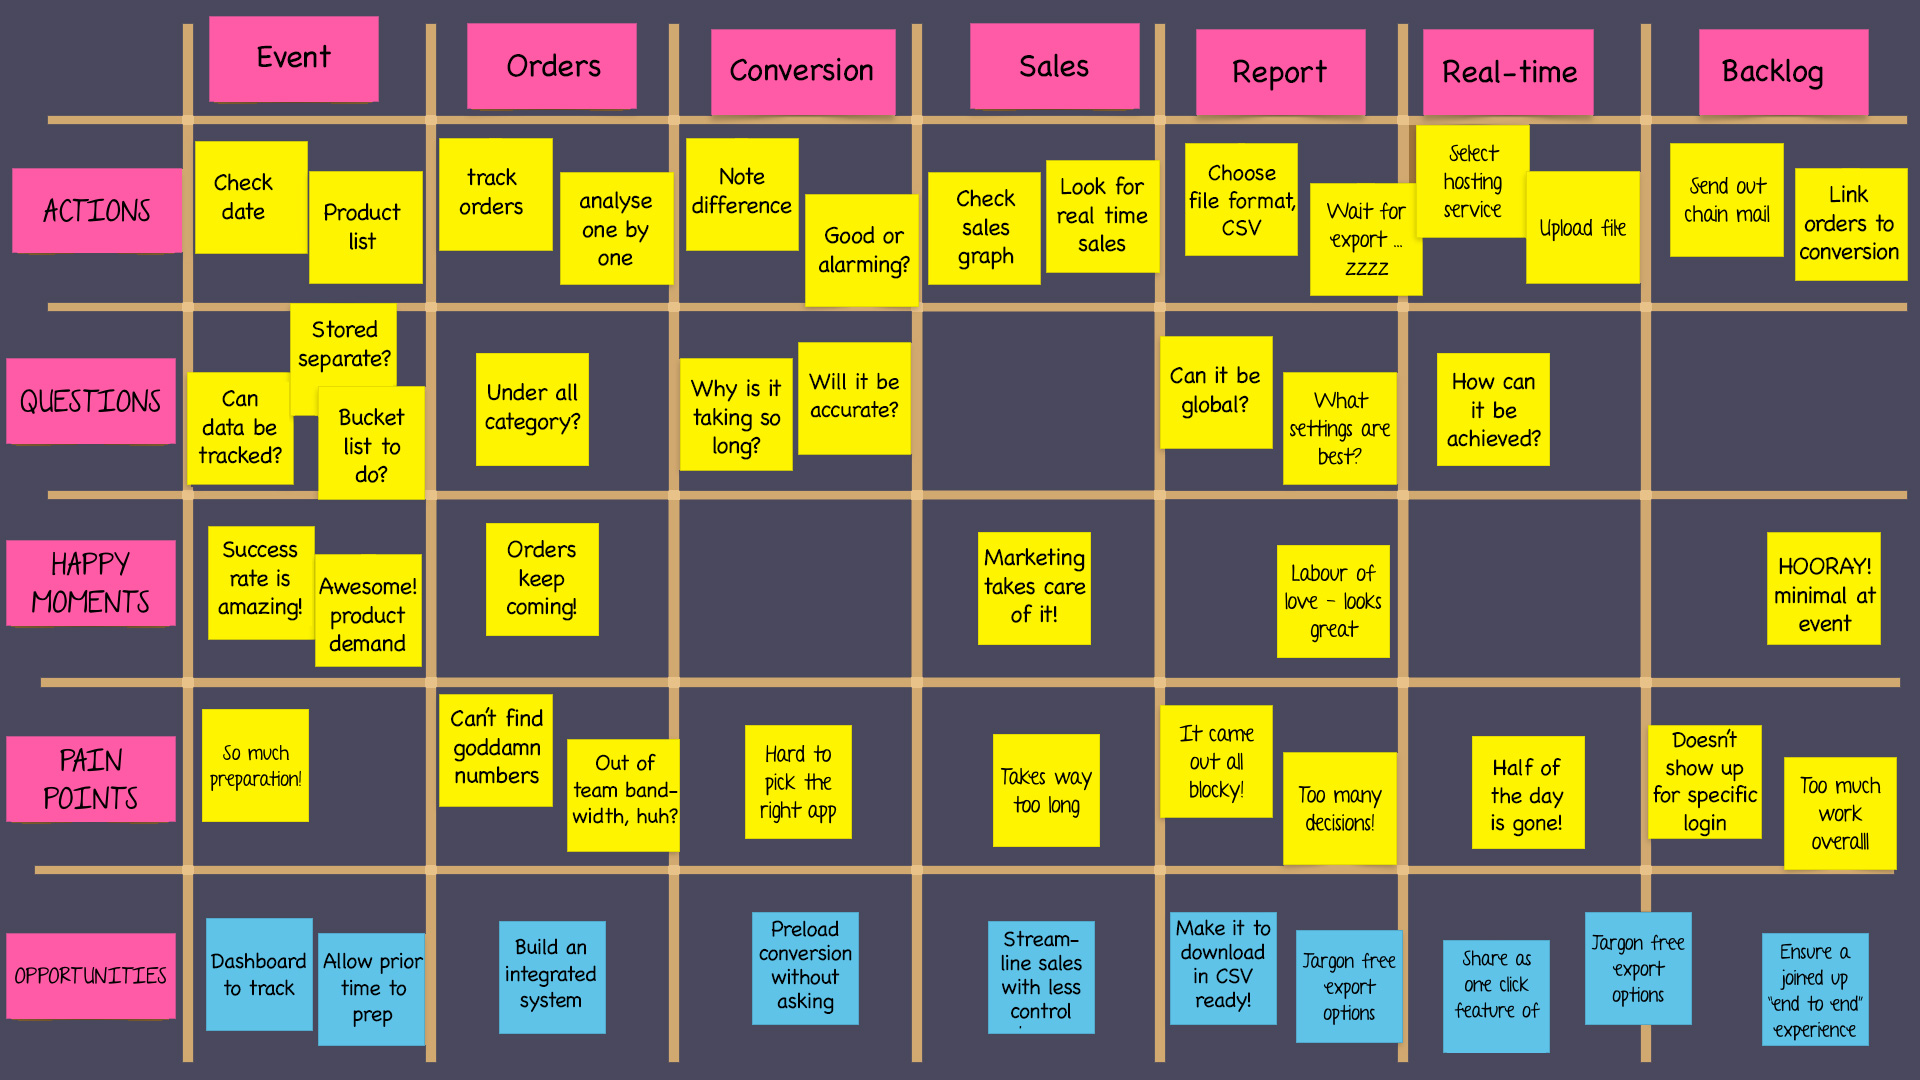 Event
Orders
Conversion
Sales
Report
Real-time
Backlog
ACTIONS
Check
date
Product
list
track
orders
analyse
one by
one
Note
difference
Good or
alarming?
Check
sales
graph
Look for
real time
sales
Choose
file format,
CSV
Wait for
export ...
zzzz
Select
hosting
service
Upload file
Send out
chain mail
Link
orders to
conversion
QUESTIONS
Stored
separate?
Can
data be
tracked?
Bucket
list to
do?
Under all
category?
Why is it
taking so
long?
Will it be
accurate?
Can it be
global?
What
settings are
best?
How can
it be
achieved?
HAPPY
MOMENTS
Success
rate is
amazing!
Awesome!
product
demand
Orders
keep
coming!
Marketing
takes care
of it!
Labour of
love - looks
great
HOORAY!
minimal at
event
PAIN
POINTS
So much
preparation!
Can't find
goddamn
numbers
Out of
team band-
width, huh?
Hard to
pick the
right app
Takes way
too long
It came
out all
blocky!
Too many
decisions!
Half of
the day
is gone!
Doesn't
show up
for specific
login
Too much
work
overall!
OPPORTUNITIES
Dashboard
to track
Allow prior
time to
prep
Build an
integrated
system
Preload
conversion
without
asking
Stream-
line sales
with less
control
Make it to
download
in CSV
ready!
Jargon free
export
options
Share as
one click
feature of
Jargon free
export
options
Ensure a
joined up
"end to end"
experience